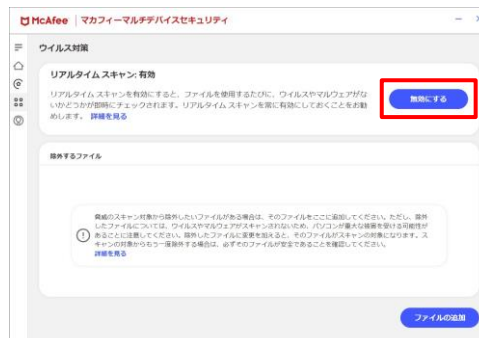 McAfee | マカフィーマルチデバイスセキュリティ
ウイルス対策
リアルタイム スキャン: 有効
リアルタイム スキャンを有効にすると、ファイルを使用するたびに、ウイルスやマルウェアがな
いかどうかが即時にチェックされます。リアルタイム スキャンを常に有効にしておくことをお勧
めします。 詳細を見る
無効にする
除外するファイル
脅威のスキャン対象から除外したいファイルがある場合は、そのファイルをここに追加してください。ただし、除外
したファイルについては、ウイルスやマルウェアがスキャンされないため、パソコンが重大な被害を受ける可能性が
あることに注意してください。除外したファイルに変更を加えると、そのファイルがスキャンの対象になります。ス
キャンの対象からもう一度除外する場合は、必ずそのファイルが安全であることを確認してください。
詳細を見る
ファイルの追加